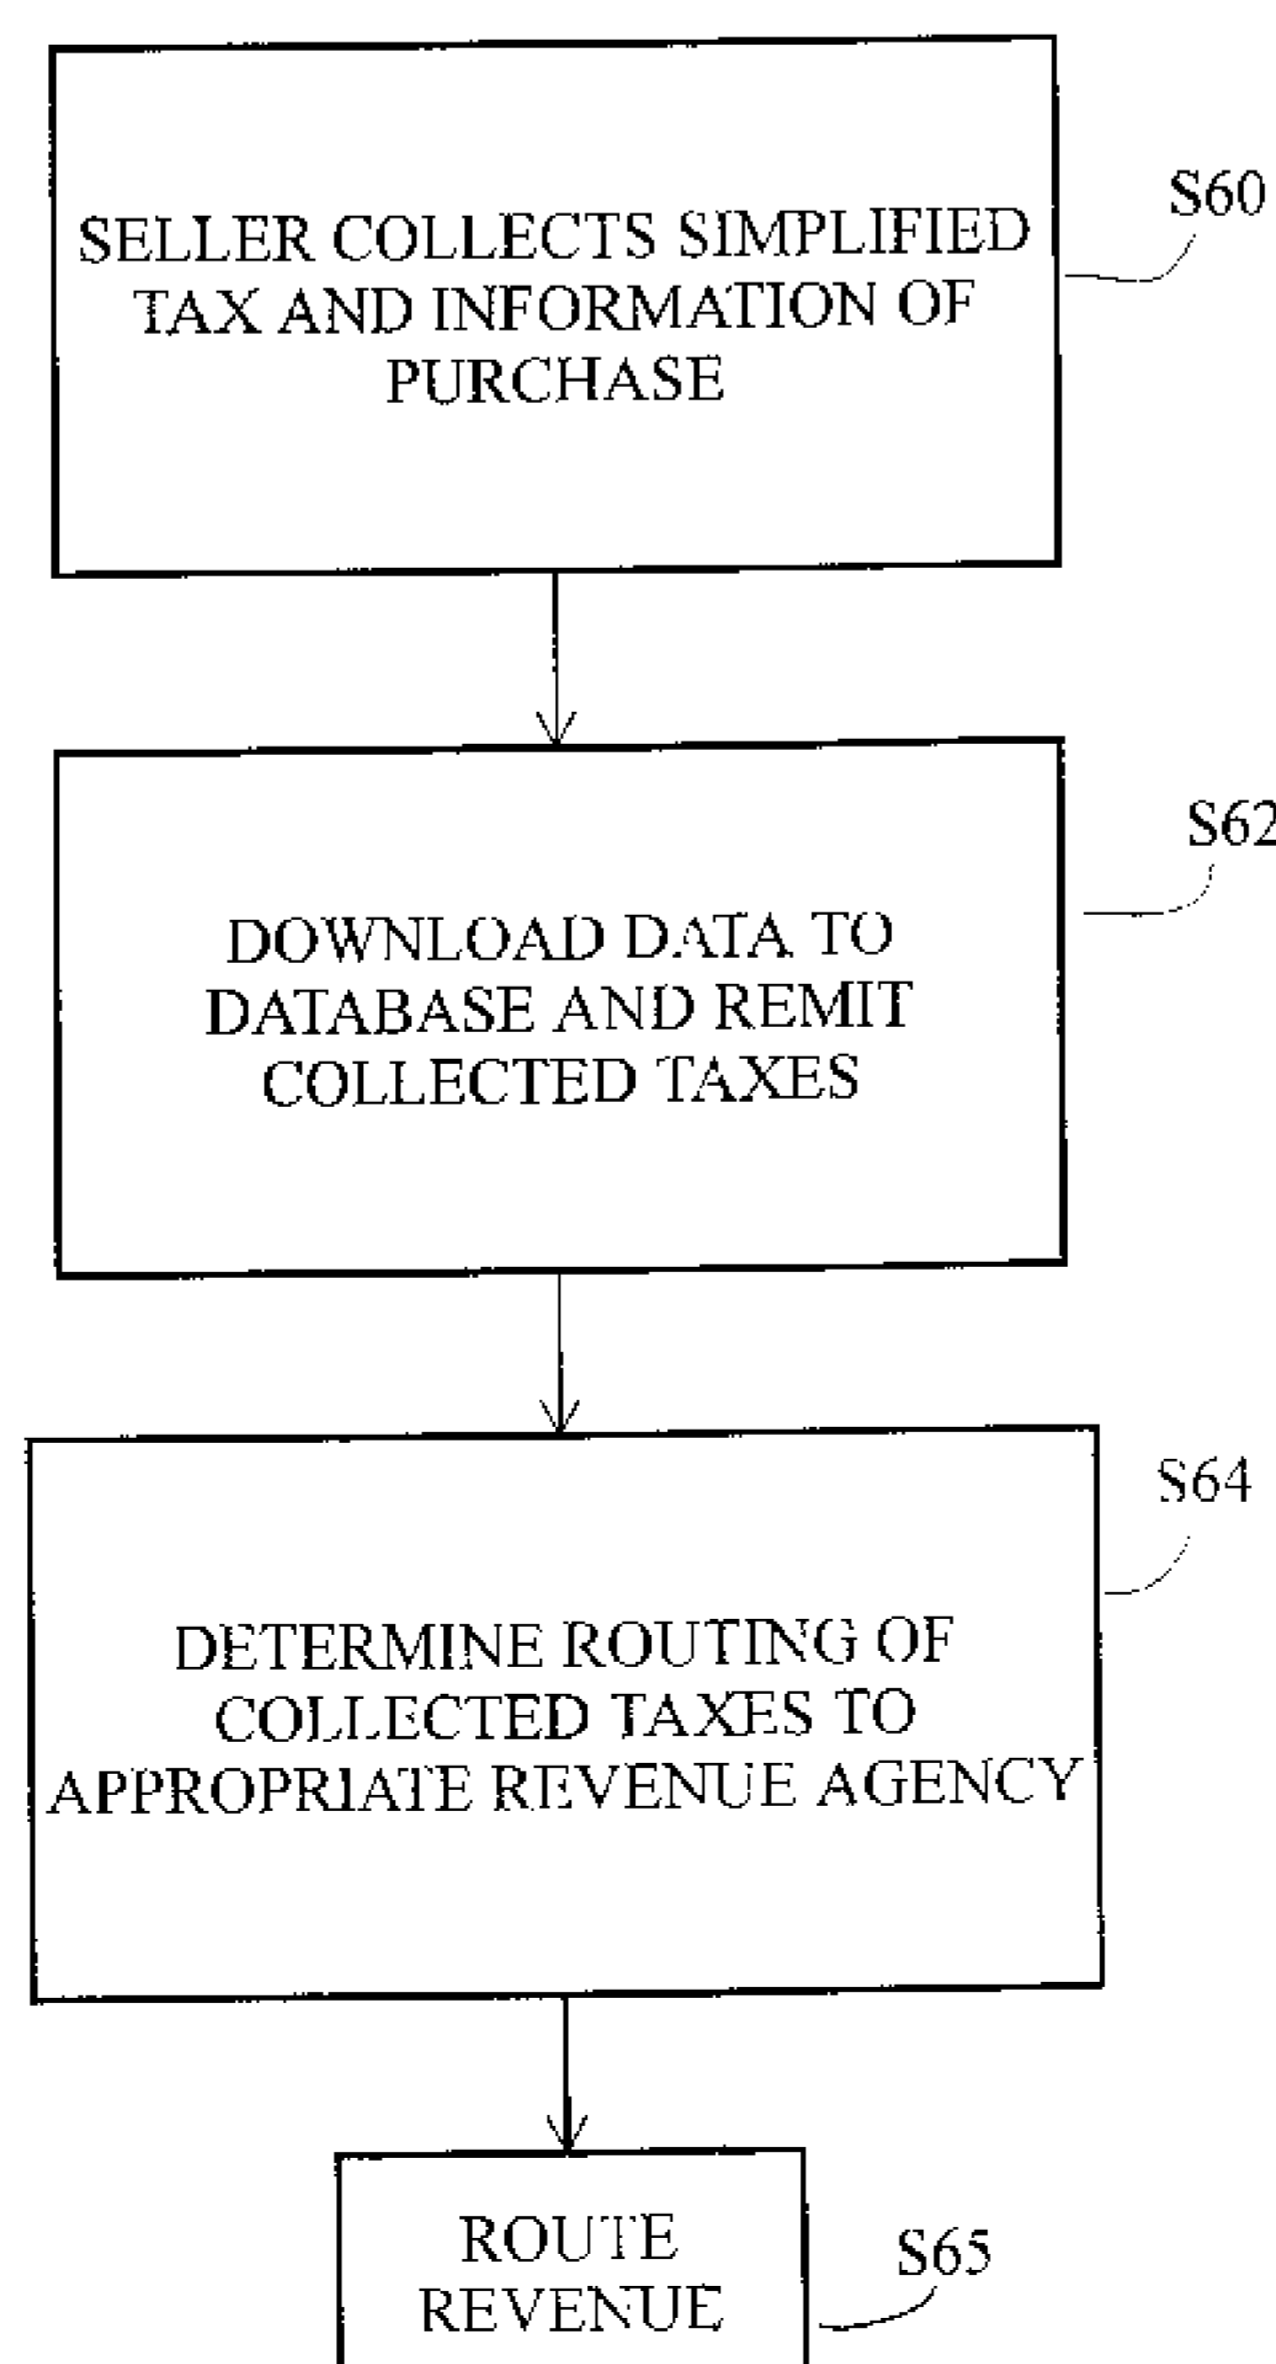 SELLER COLLECTS SIMPLIFIED
TAX AND INFORMATION OF
PURCHASE
S60
DOWNLOAD DATA TO
DATABASE AND REMIT
COLLECTED TAXES
S62
DETERMINE ROUTING OF
COLLECTED TAXES TO
APPROPRIATE REVENUE AGENCY
S64
ROUTE
REVENUE
S65